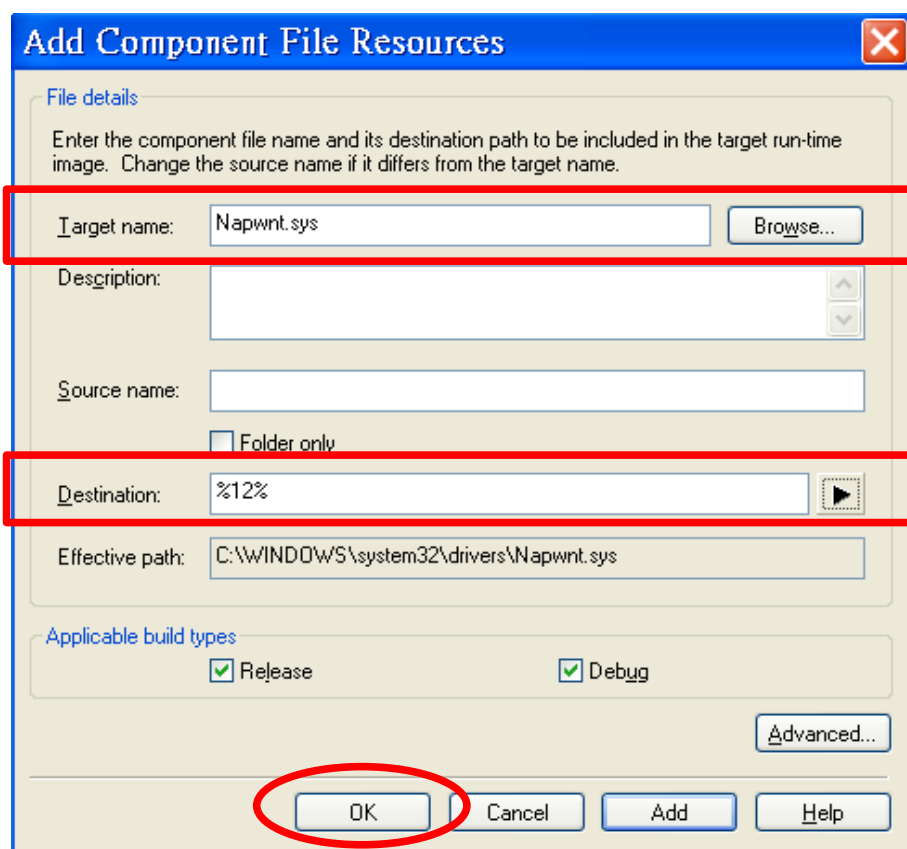 Add Component File Resources
File details
Enter the component file name and its destination path to be included in the target run-time
image. Change the source name if it differs from the target name.
Target name: Napwnt.sys Browse...
Description:
Source name:
Folder only
Destination: %12%
Effective path: C:\WINDOWS\system32\drivers\Napwnt.sys
Applicable build types
Release Debug
Advanced...
OK Cancel Add Help